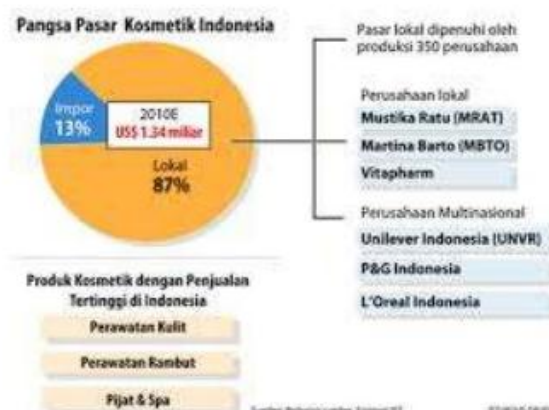 Pangsa Pasar Kosmetik Indonesia
Impor
13%
2010E
US$ 1.34 miliar
Lokal
87%
Pasar lokal dipenuhi oleh
produksi 350 perusahaan
Perusahaan lokal
Mustika Ratu (MRAT)
Martina Barto (MBTO)
Vitapharm
Perusahaan Multinasional
Unilever Indonesia (UNVR)
P&G Indonesia
L'Oreal Indonesia
Produk Kosmetik dengan Penjualan
Tertinggi di Indonesia
Perawatan Kulit
Perawatan Rambut
Pijat & Spa